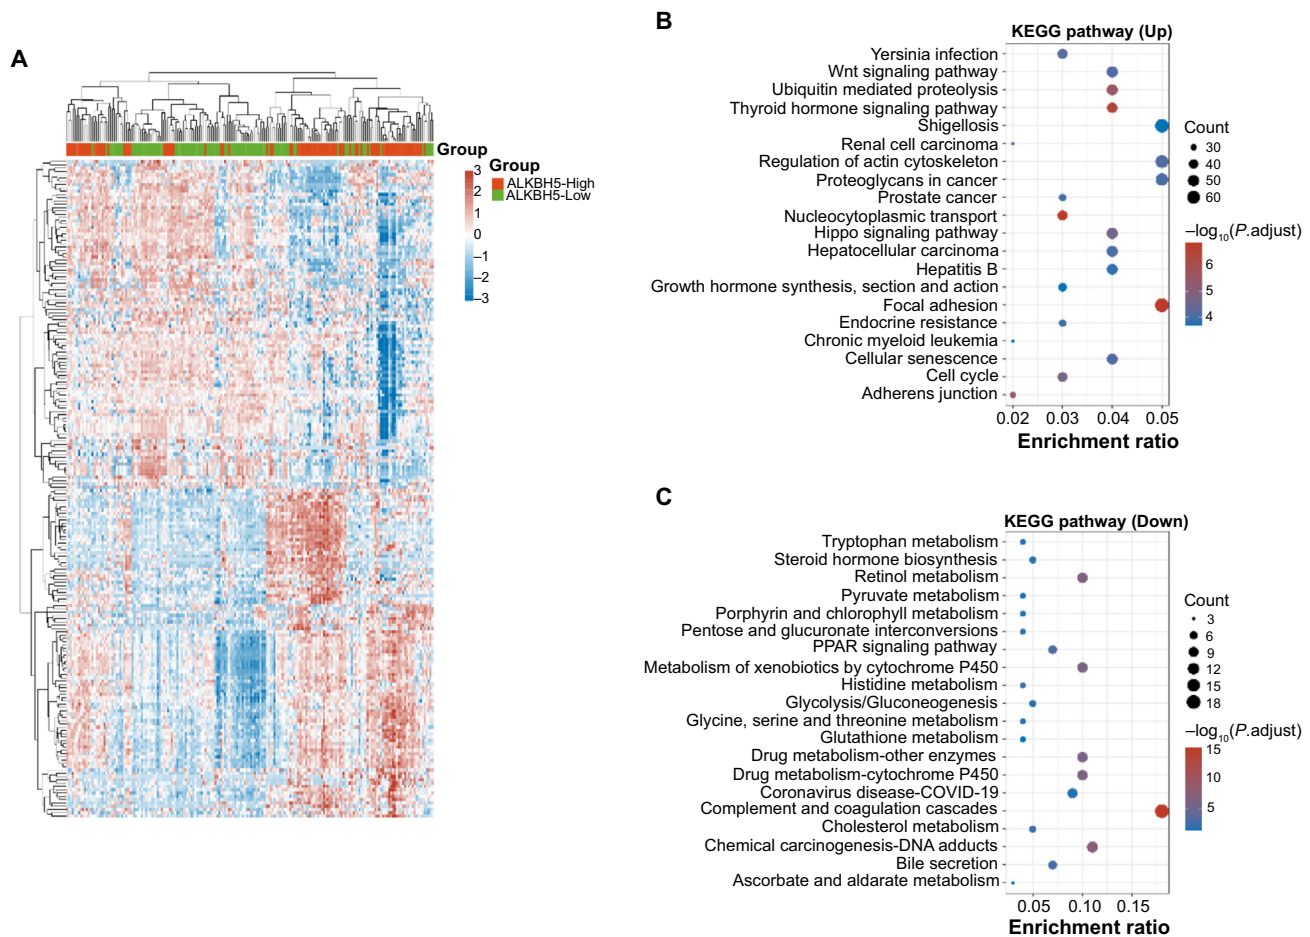 A
Group
Group
ALKBH5-High
ALKBH5-Low
3
2
1
0
–1
–2
–3
B
KEGG pathway (Up)
Yersinia infection
Wnt signaling pathway
Ubiquitin mediated proteolysis
Thyroid hormone signaling pathway
Shigellosis
Renal cell carcinoma
Regulation of actin cytoskeleton
Proteoglycans in cancer
Prostate cancer
Nucleocytoplasmic transport
Hippo signaling pathway
Hepatocellular carcinoma
Hepatitis B
Growth hormone synthesis, section and action
Focal adhesion
Endocrine resistance
Chronic myeloid leukemia
Cellular senescence
Cell cycle
Adherens junction
0.02 0.03 0.04 0.05
Enrichment ratio
Count
30
40
50
60
–log10(P.adjust)
6
5
4
C
KEGG pathway (Down)
Tryptophan metabolism
Steroid hormone biosynthesis
Retinol metabolism
Pyruvate metabolism
Porphyrin and chlorophyll metabolism
Pentose and glucuronate interconversions
PPAR signaling pathway
Metabolism of xenobiotics by cytochrome P450
Histidine metabolism
Glycolysis/Gluconeogenesis
Glycine, serine and threonine metabolism
Glutathione metabolism
Drug metabolism-other enzymes
Drug metabolism-cytochrome P450
Coronavirus disease-COVID-19
Complement and coagulation cascades
Cholesterol metabolism
Chemical carcinogenesis-DNA adducts
Bile secretion
Ascorbate and aldarate metabolism
0.05 0.10 0.15
Enrichment ratio
Count
3
6
9
12
15
18
–log10(P.adjust)
15
10
5